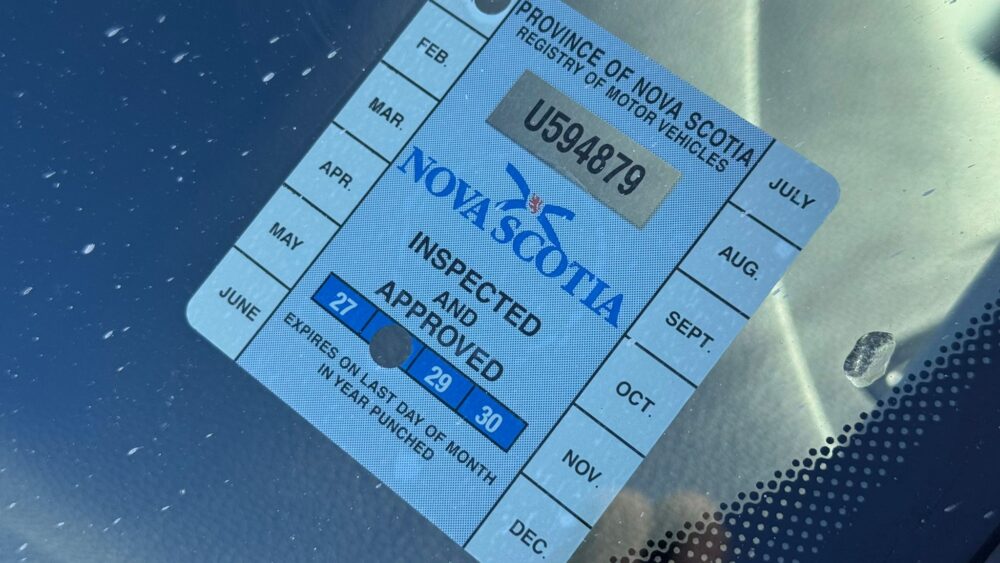 PROVINCE OF NOVA SCOTIA
REGISTRY OF MOTOR VEHICLES
U594879
NOVA SCOTIA
INSPECTED
AND
APPROVED
27 29 30
EXPIRES ON LAST DAY OF MONTH
IN YEAR PUNCHED
FEB.
MAR.
APR.
MAY
JUNE
JULY
AUG.
SEPT.
OCT.
NOV.
DEC.